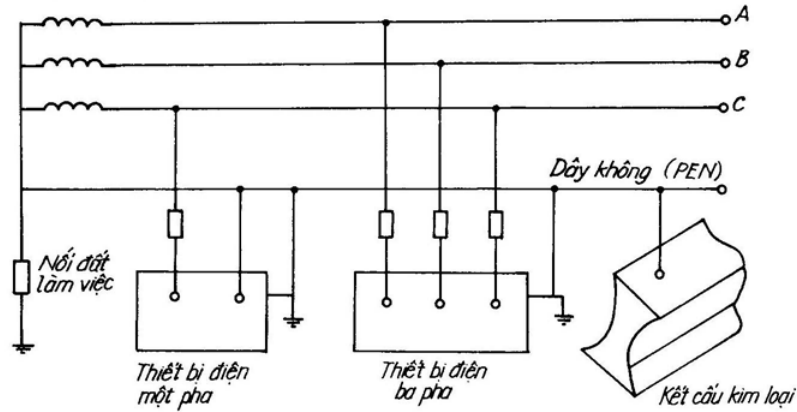 A
B
C
Dây không (PEN)
Nối đất
làm việc
Thiết bị điện
một pha
Thiết bị điện
ba pha
Kết cấu kim loại